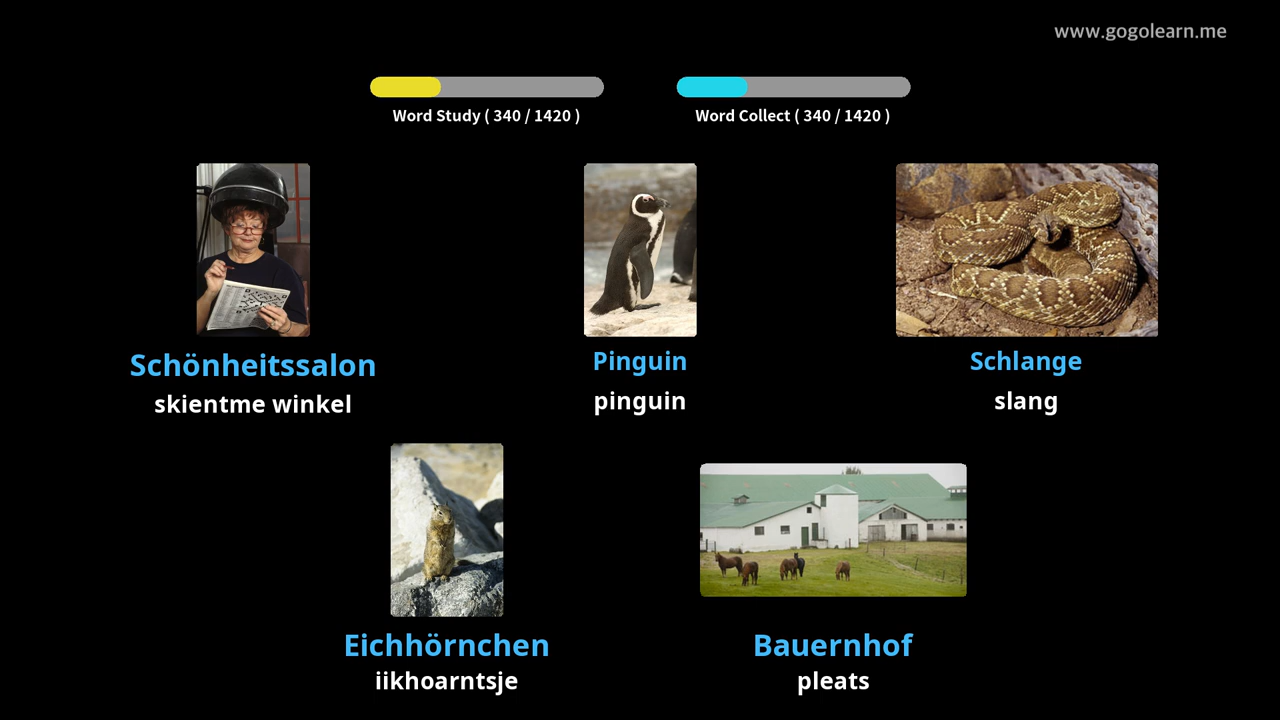 www.gogolearn.me
Word Study ( 340 / 1420 )
Word Collect ( 340 / 1420 )
Schönheitssalon
skientme winkel
Pinguin
pinguin
Schlange
slang
Eichhörnchen
iikhoarntsje
Bauernhof
pleats